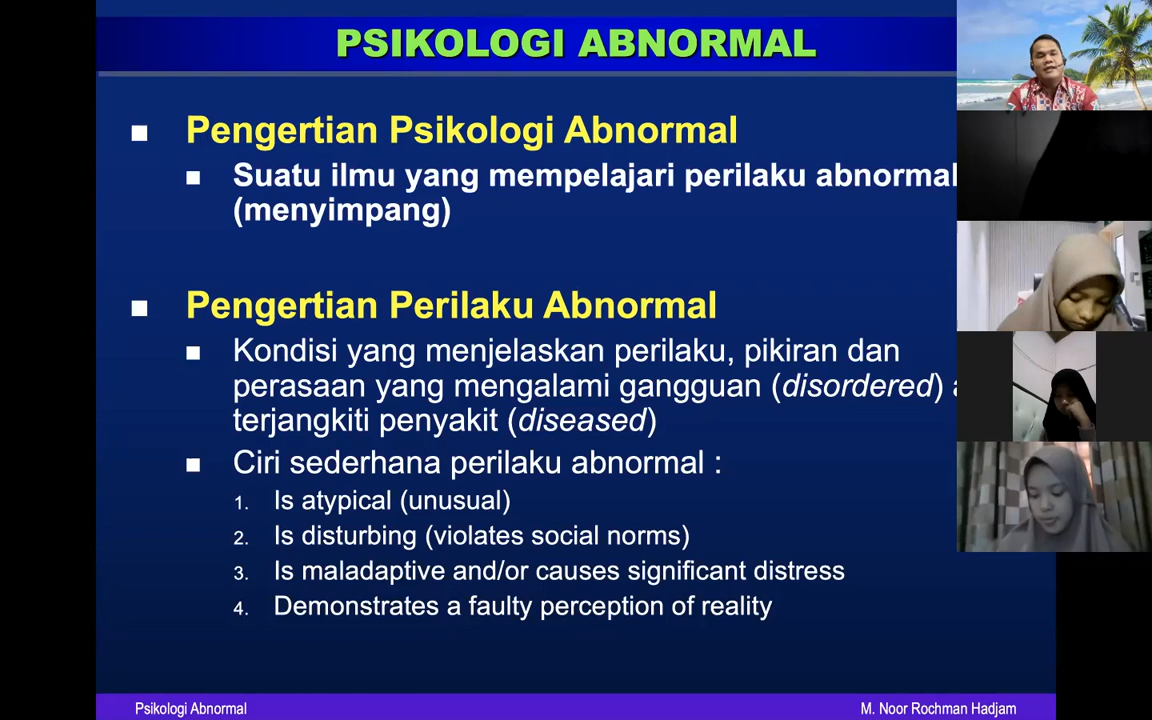 PSIKOLOGI ABNORMAL
Pengertian Psikologi Abnormal
Suatu ilmu yang mempelajari perilaku abnormal
(menyimpang)
Pengertian Perilaku Abnormal
Kondisi yang menjelaskan perilaku, pikiran dan
perasaan yang mengalami gangguan (disordered)
terjangkiti penyakit (diseased)
Ciri sederhana perilaku abnormal :
1. Is atypical (unusual)
2. Is disturbing (violates social norms)
3. Is maladaptive and/or causes significant distress
4. Demonstrates a faulty perception of reality
Psikologi Abnormal
M. Noor Rochman Hadjam